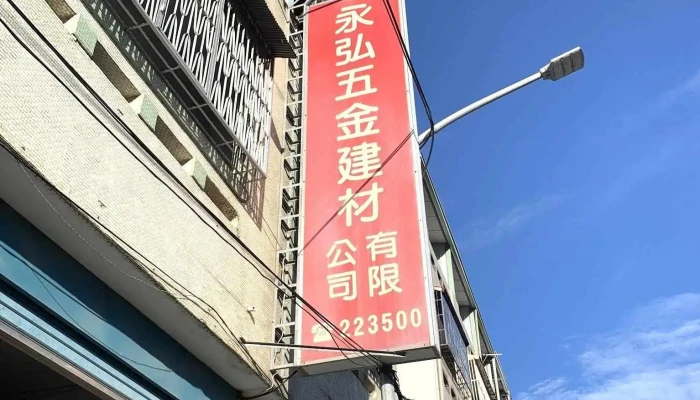 永弘五金建材
有限
公司
☎223500